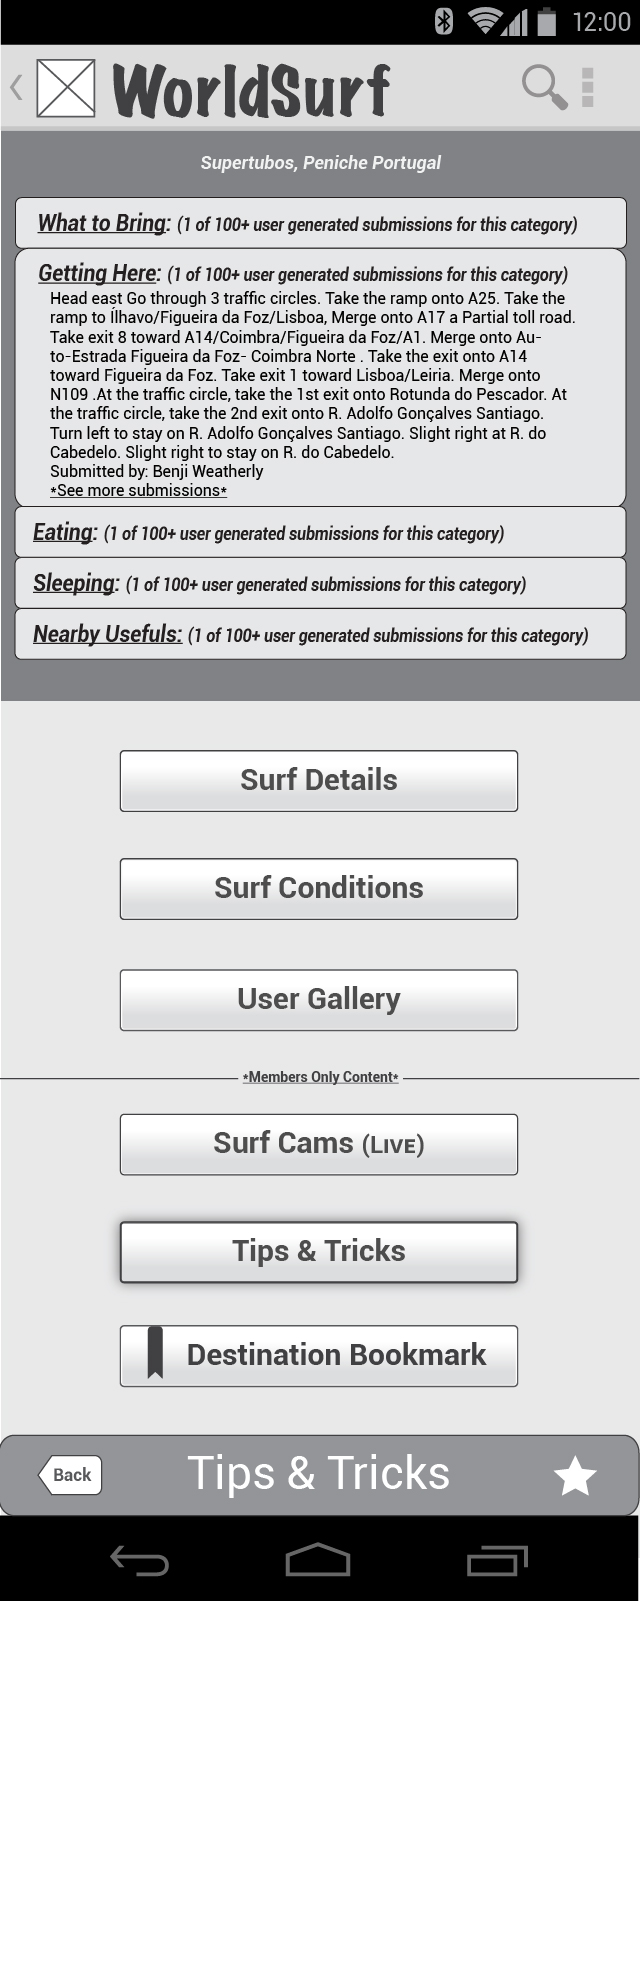 12:00
WorldSurf
Supertubos, Peniche Portugal
What to Bring: (1 of 100+ user generated submissions for this category)
Getting Here: (1 of 100+ user generated submissions for this category)
Head east Go through 3 traffic circles. Take the ramp onto A25. Take the
ramp to Ílhavo/Figueira da Foz/Lisboa, Merge onto A17 a Partial toll road.
Take exit 8 toward A14/Coimbra/Figueira da Foz/A1. Merge onto Au-
to-Estrada Figueira da Foz- Coimbra Norte . Take the exit onto A14
toward Figueira da Foz. Take exit 1 toward Lisboa/Leiria. Merge onto
N109 .At the traffic circle, take the 1st exit onto Rotunda do Pescador. At
the traffic circle, take the 2nd exit onto R. Adolfo Gonçalves Santiago.
Turn left to stay on R. Adolfo Gonçalves Santiago. Slight right at R. do
Cabedelo. Slight right to stay on R. do Cabedelo.
Submitted by: Benji Weatherly
*See more submissions*
Eating: (1 of 100+ user generated submissions for this category)
Sleeping: (1 of 100+ user generated submissions for this category)
Nearby Usefuls: (1 of 100+ user generated submissions for this category)
Surf Details
Surf Conditions
User Gallery
*Members Only Content*
Surf Cams (LIVE)
Tips & Tricks
Destination Bookmark
Back
Tips & Tricks